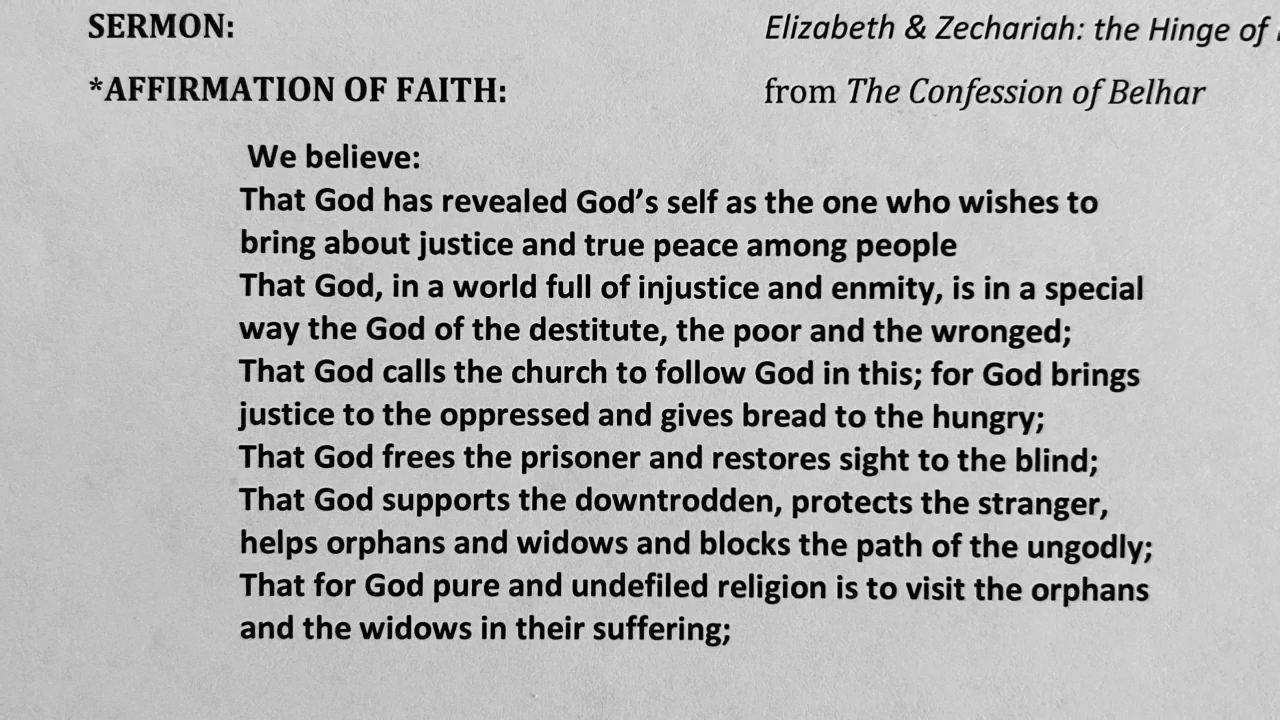 SERMON: Elizabeth & Zechariah: the Hinge of
*AFFIRMATION OF FAITH: from The Confession of Belhar
We believe:
That God has revealed God’s self as the one who wishes to
bring about justice and true peace among people
That God, in a world full of injustice and enmity, is in a special
way the God of the destitute, the poor and the wronged;
That God calls the church to follow God in this; for God brings
justice to the oppressed and gives bread to the hungry;
That God frees the prisoner and restores sight to the blind;
That God supports the downtrodden, protects the stranger,
helps orphans and widows and blocks the path of the ungodly;
That for God pure and undefiled religion is to visit the orphans
and the widows in their suffering;